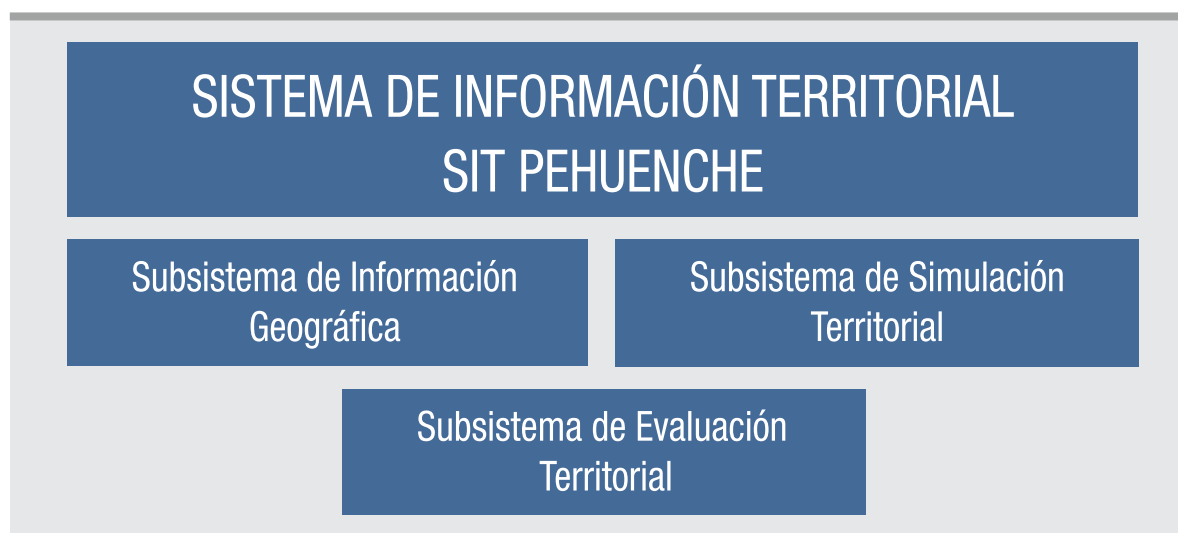 SISTEMA DE INFORMACIÓN TERRITORIAL
SIT PEHUENCHE
Subsistema de Información
Geográfica
Subsistema de Simulación
Territorial
Subsistema de Evaluación
Territorial